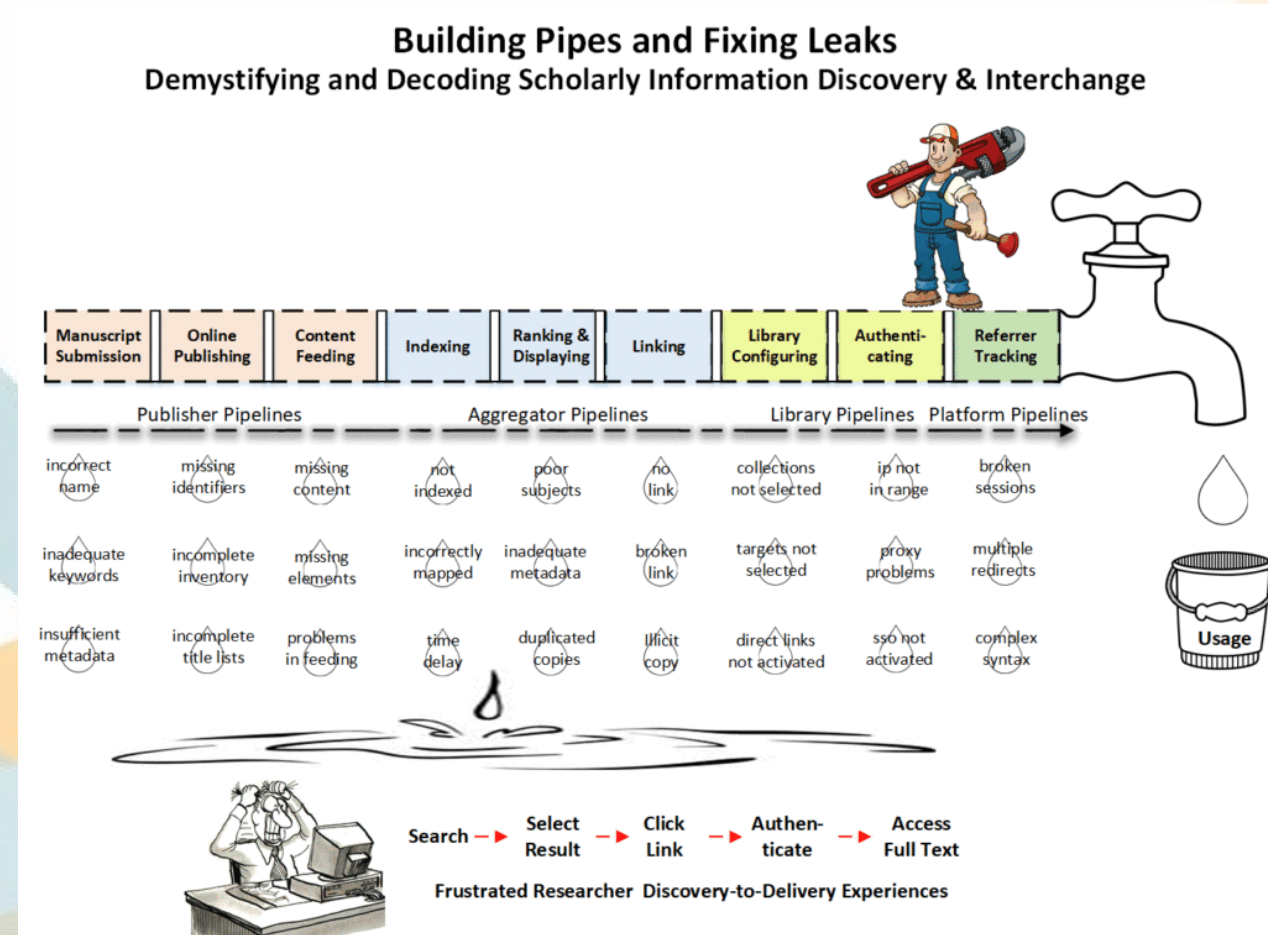 Building Pipes and Fixing Leaks
Demystifying and Decoding Scholarly Information Discovery & Interchange
Manuscript
Submission
Online
Publishing
Content
Feeding
Indexing
Ranking &
Displaying
Linking
Library
Configuring
Authenti-
cating
Referrer
Tracking
Publisher Pipelines
Aggregator Pipelines
Library Pipelines
Platform Pipelines
incorrect
name
missing
identifiers
missing
content
not
indexed
poor
subjects
no
link
collections
not selected
ip not
in range
broken
sessions
inadequate
keywords
incomplete
inventory
missing
elements
incorrectly
mapped
inadequate
metadata
broken
link
targets not
selected
proxy
problems
multiple
redirects
insufficient
metadata
incomplete
title lists
problems
in feeding
time
delay
duplicated
copies
Illicit
copy
direct links
not activated
sso not
activated
complex
syntax
Usage
Search
Select
Result
Click
Link
Authen-
ticate
Access
Full Text
Frustrated Researcher Discovery-to-Delivery Experiences